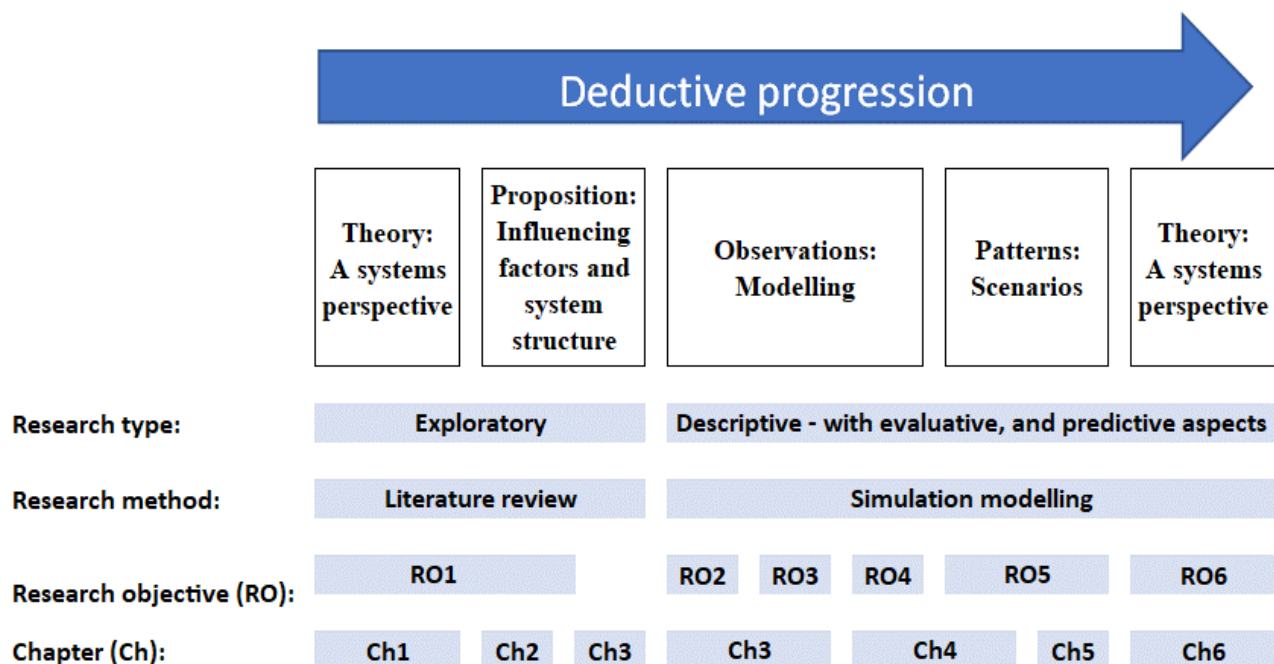 Deductive progression
Theory:
A systems
perspective
Proposition:
Influencing
factors and
system
structure
Observations:
Modelling
Patterns:
Scenarios
Theory:
A systems
perspective
Research type:
Exploratory
Descriptive - with evaluative, and predictive aspects
Research method:
Literature review
Simulation modelling
Research objective (RO):
RO1
RO2
RO3
RO4
RO5
RO6
Chapter (Ch):
Ch1
Ch2
Ch3
Ch3
Ch4
Ch5
Ch6